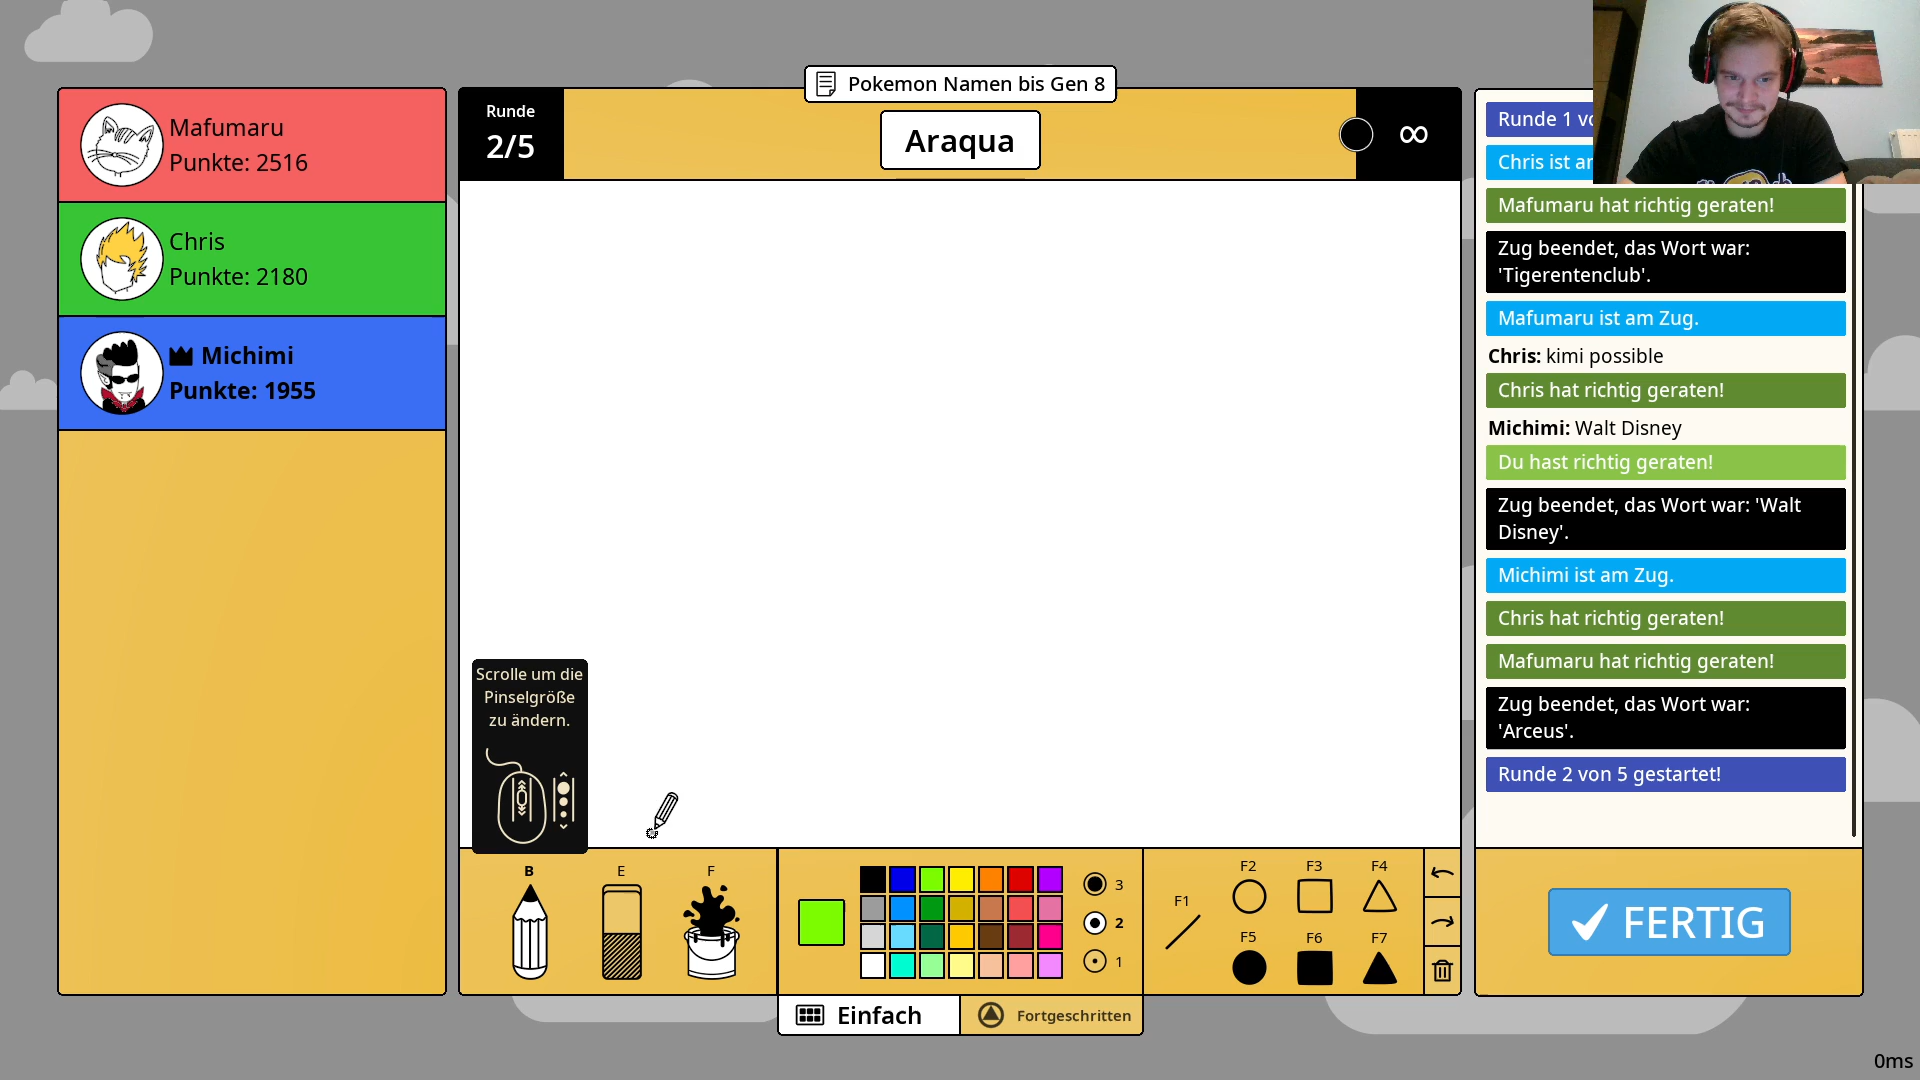 Pokemon Namen bis Gen 8
Runde
2/5
Araqua
∞
Mafumaru
Punkte: 2516
Chris
Punkte: 2180
Michimi
Punkte: 1955
Runde 1 vo
Chris ist am
Mafumaru hat richtig geraten!
Zug beendet, das Wort war:
'Tigerentenclub'.
Mafumaru ist am Zug.
Chris: kimi possible
Chris hat richtig geraten!
Michimi: Walt Disney
Du hast richtig geraten!
Zug beendet, das Wort war: 'Walt
Disney'.
Michimi ist am Zug.
Chris hat richtig geraten!
Mafumaru hat richtig geraten!
Zug beendet, das Wort war:
'Arceus'.
Runde 2 von 5 gestartet!
Scrolle um die
Pinselgröße
zu ändern.
B
E
F
3
2
1
F1
F2
F3
F4
F5
F6
F7
FERTIG
Einfach
Fortgeschritten
0ms